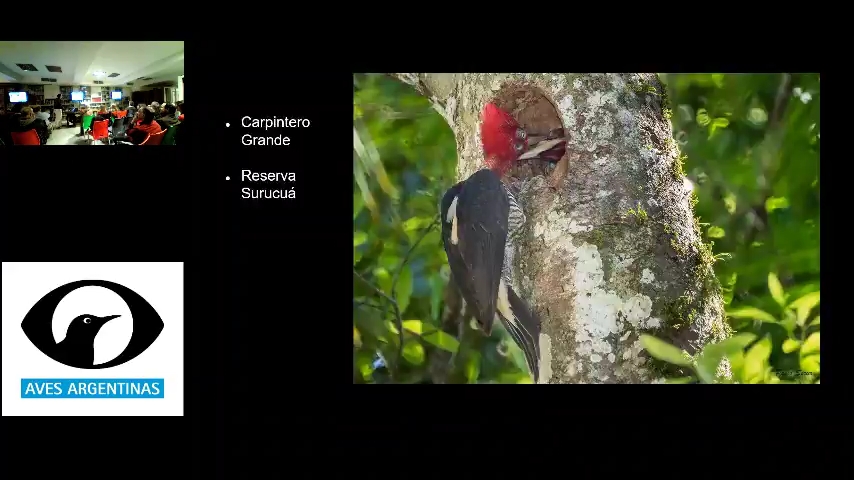 Carpintero
Grande
Reserva
Surucuá
AVES ARGENTINAS